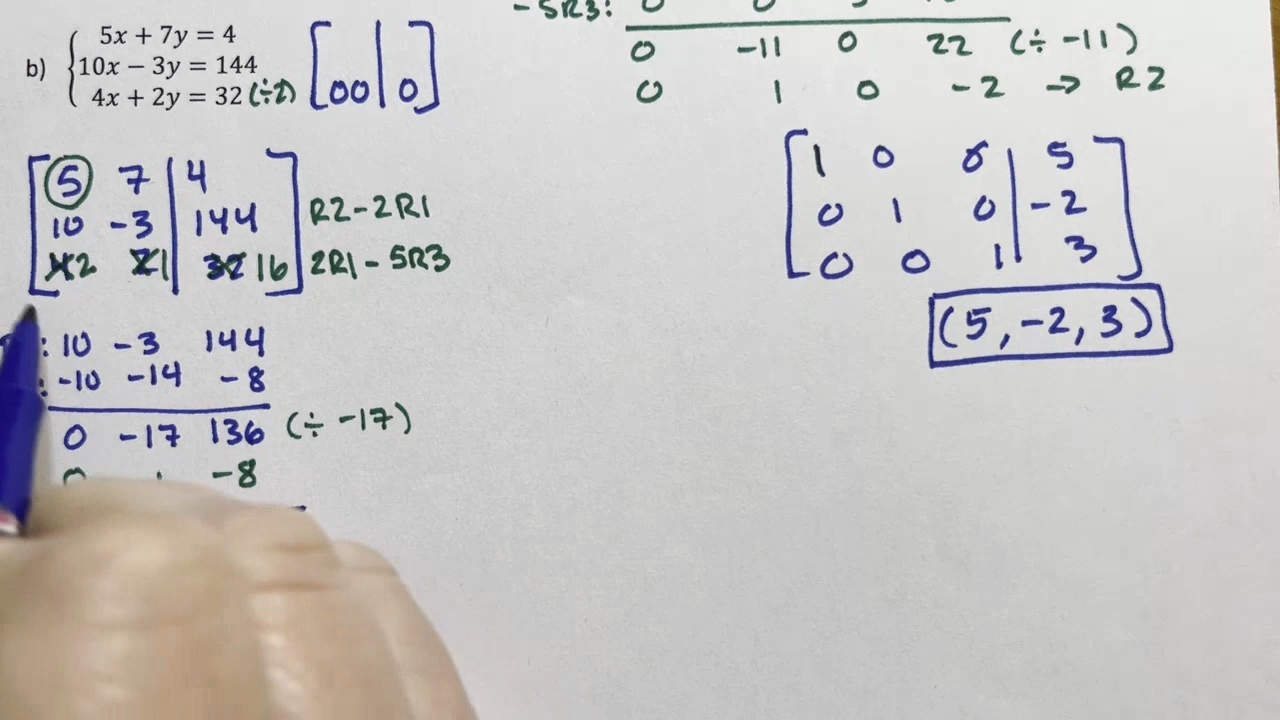 - 5R3:
0 -11 0 22 (÷ -11)
0 1 0 -2 → R2
b) 5x + 7y = 4
10x − 3y = 144
4x + 2y = 32 (÷2)
00 | 0
5 7 | 4
10 -3 | 144 R2-2R1
2 1 | 16 2R1 - 5R3
: 10 -3 144
: -10 -14 -8
0 -17 136 (÷ -17)
-8
1 0 0 | 5
0 1 0 | -2
0 0 1 | 3
(5, -2, 3)